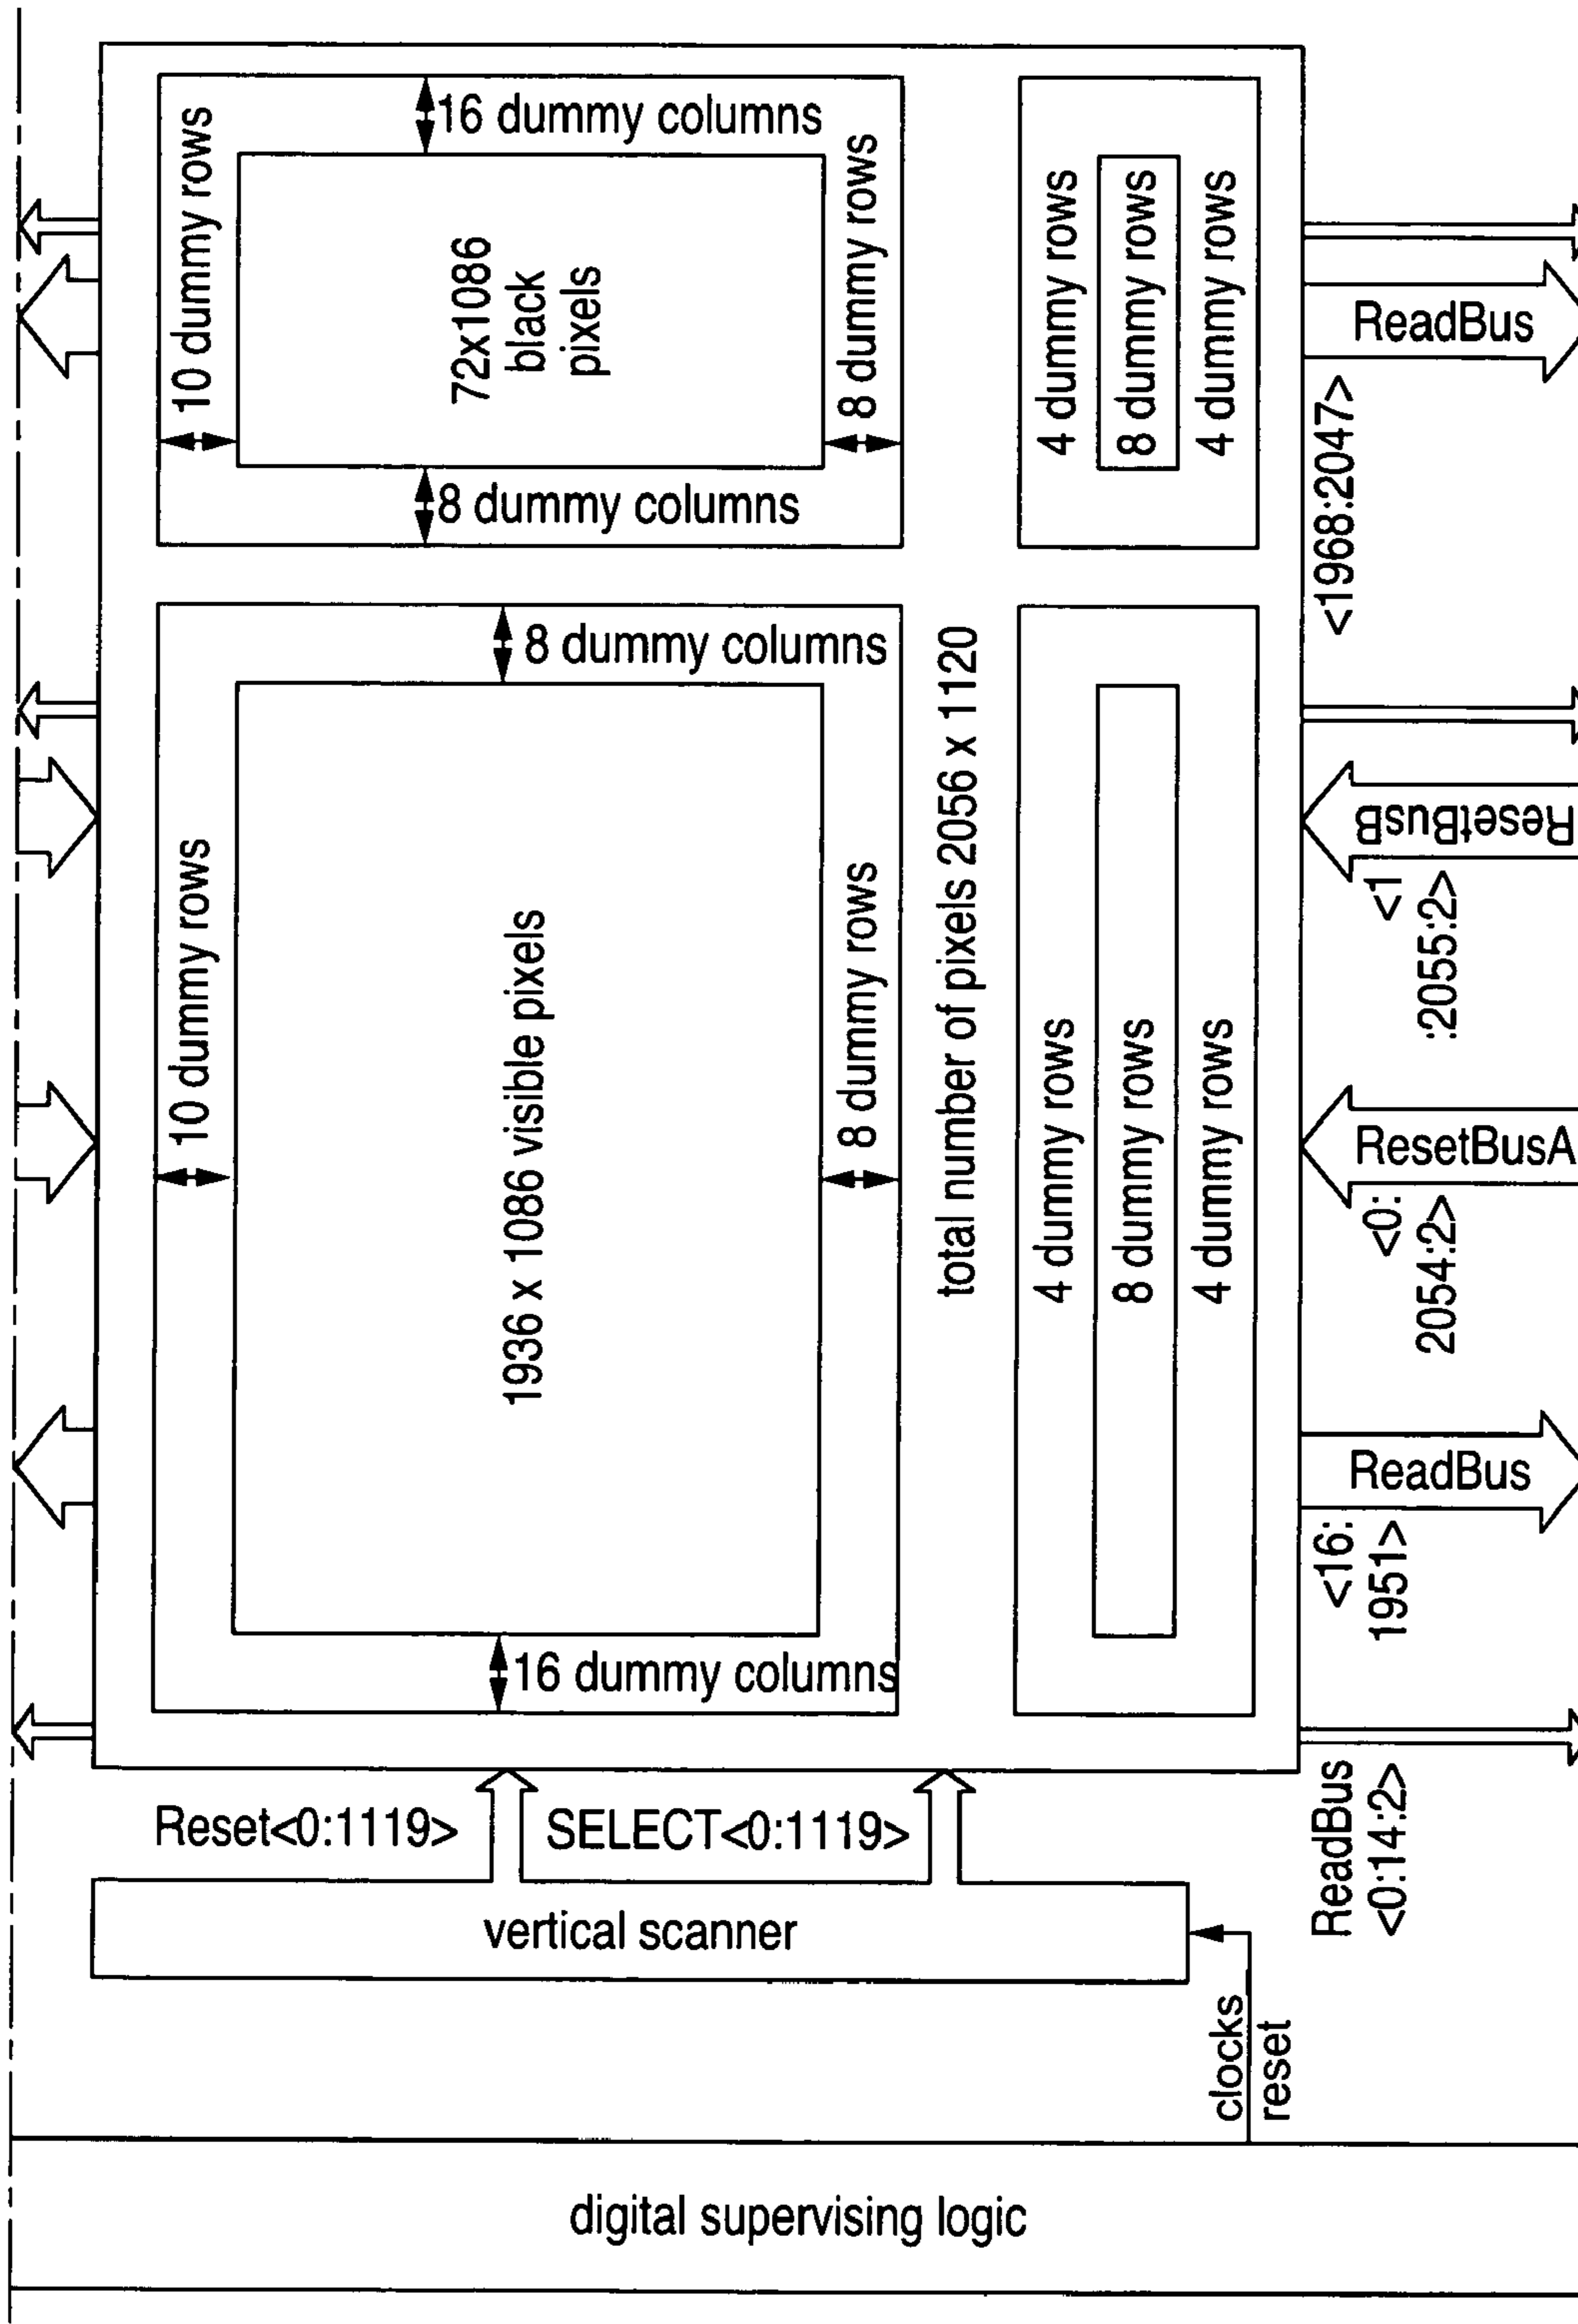 10 dummy rows
16 dummy columns
72x1086
black
pixels
8 dummy rows
8 dummy columns
4 dummy rows
8 dummy rows
4 dummy rows
ReadBus
<1968:2047>
10 dummy rows
8 dummy columns
1936 x 1086 visible pixels
8 dummy rows
16 dummy columns
total number of pixels 2056 x 1120
4 dummy rows
8 dummy rows
4 dummy rows
ResetBusB
<1
:2055:2>
ResetBusA
<0:
2054:2>
ReadBus
<16:
1951>
ReadBus
<0:14:2>
Reset<0:1119>
SELECT<0:1119>
vertical scanner
clocks
reset
digital supervising logic